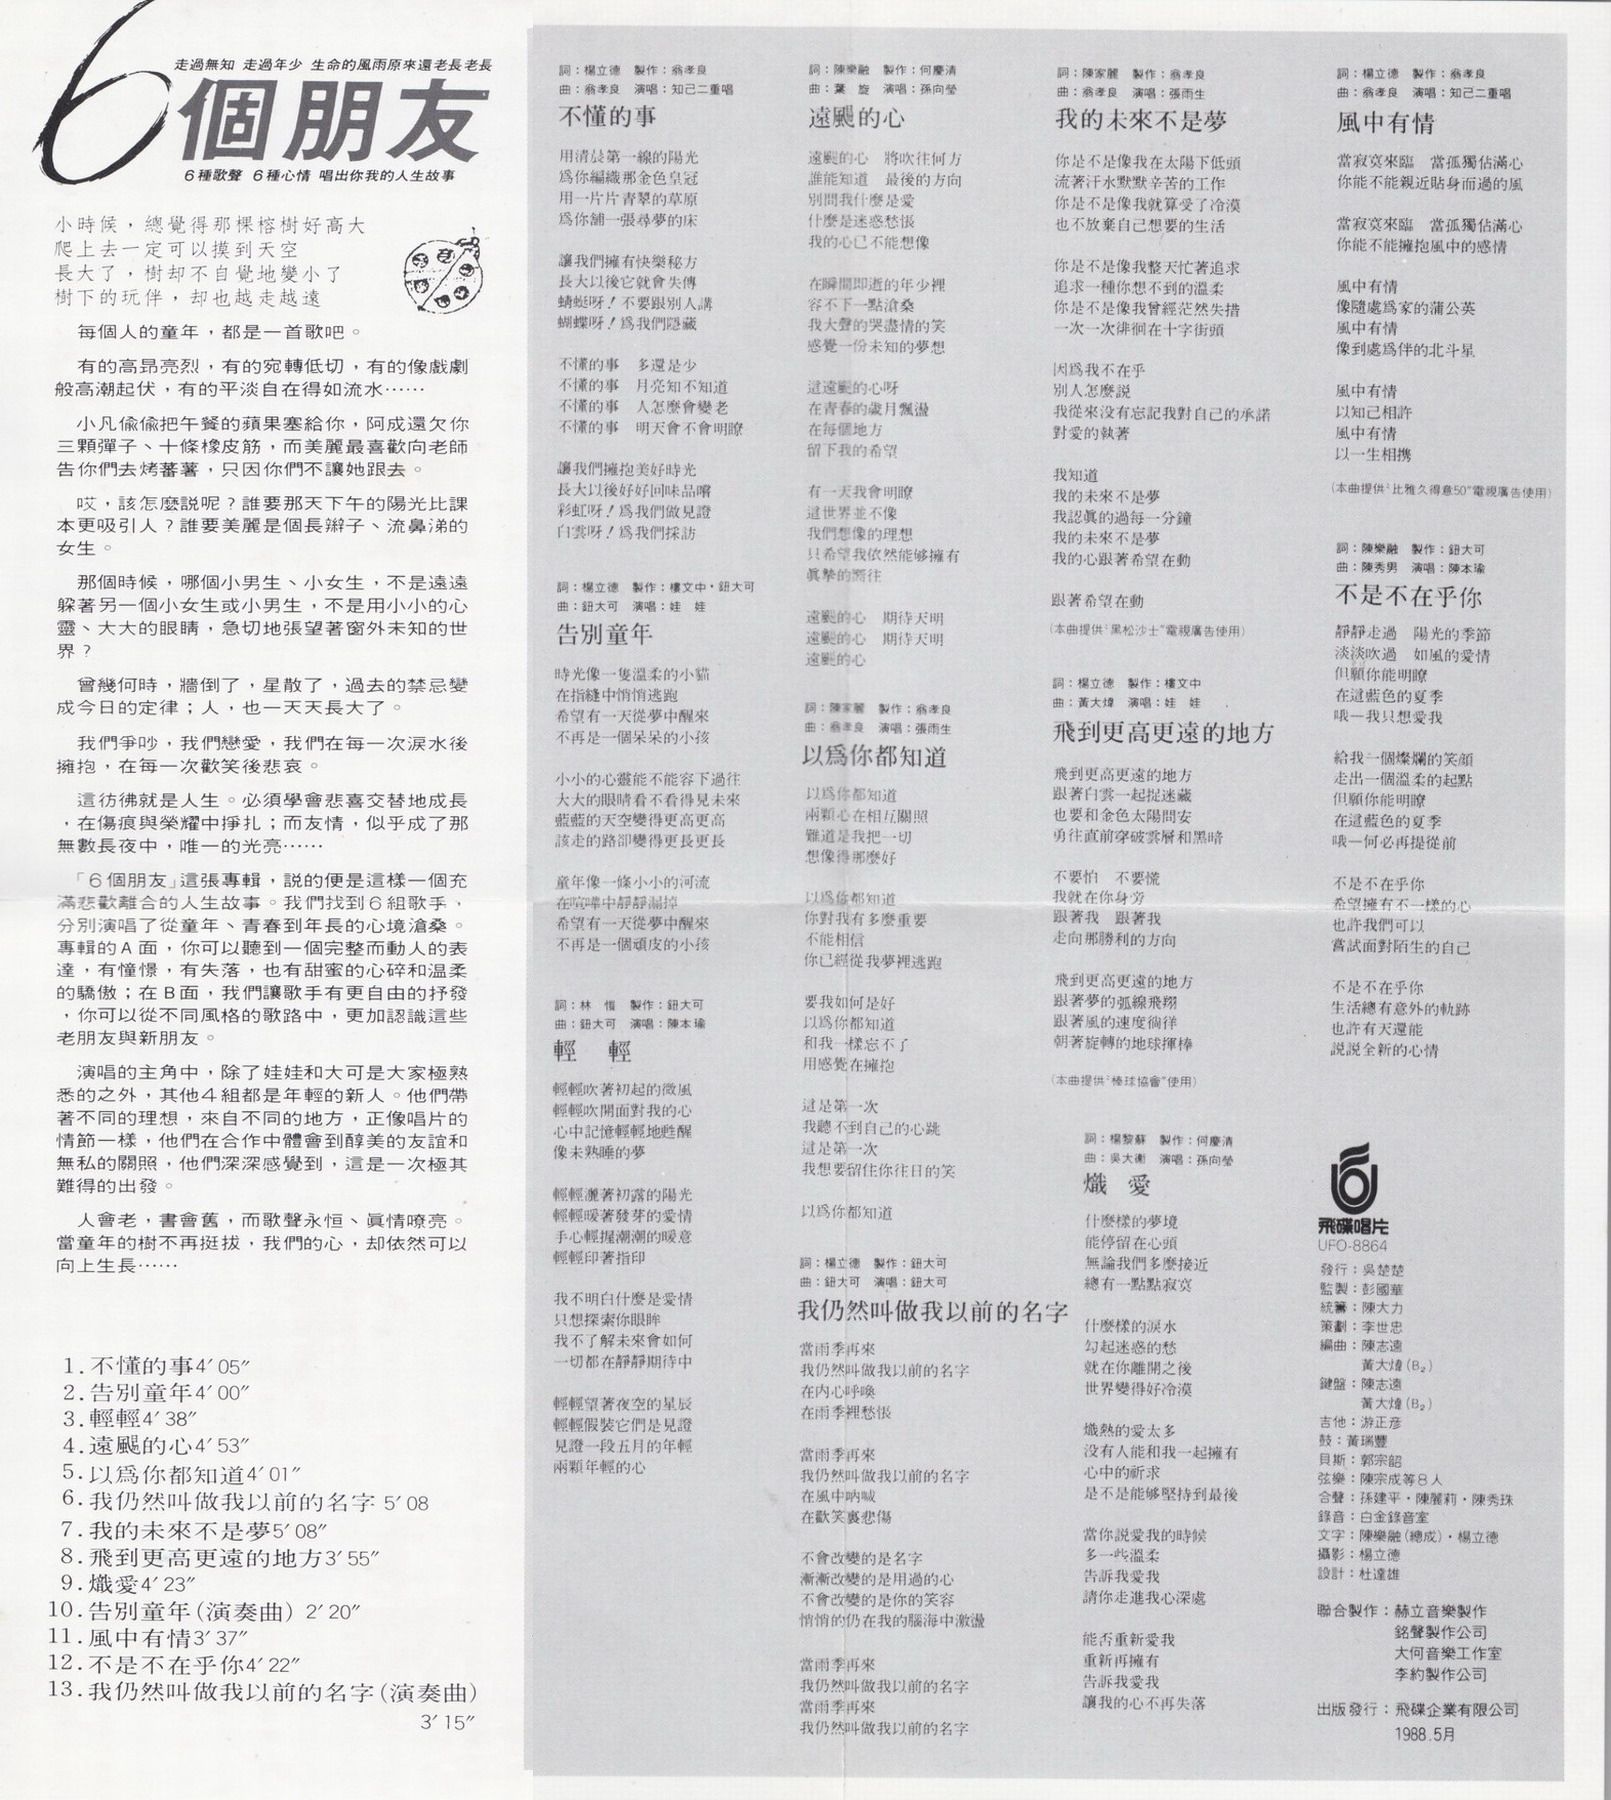 走過無知 走過年少 生命的風雨原來還老長老長
6個朋友
6種歌聲 6種心情 唱出你我的人生故事
小時候，總覺得那棵榕樹好高大
爬上去一定可以摸到天空
長大了，樹却不自覺地變小了
樹下的玩伴，却也越走越遠
每個人的童年，都是一首歌吧。
有的高昻亮烈，有的宛轉低切，有的像戲劇
般高潮起伏，有的平淡自在得如流水……
小凡偷偷把午餐的蘋果塞給你，阿成還欠你
三顆彈子、十條橡皮筋，而美麗最喜歡向老師
告你們去烤蕃薯，只因你們不讓她跟去。
哎，該怎麼説呢？誰要那天下午的陽光比課
本更吸引人？誰要美麗是個長辮子、流鼻涕的
女生。
那個時候，哪個小男生、小女生，不是遠遠
躱著另一個小女生或小男生，不是用小小的心
靈、大大的眼睛，急切地張望著窗外未知的世
界？
曾幾何時，牆倒了，星散了，過去的禁忌變
成今日的定律；人，也一天天長大了。
我們爭吵，我們戀愛，我們在每一次淚水後
擁抱，在每一次歡笑後悲哀。
這彷彿就是人生。必須學會悲喜交替地成長
，在傷痕與榮耀中掙扎；而友情，似乎成了那
無數長夜中，唯一的光亮……
「6個朋友」這張專輯，説的便是這樣一個充
滿悲歡離合的人生故事。我們找到6組歌手，
分別演唱了從童年、青春到年長的心境滄桑。
專輯的A面，你可以聽到一個完整而動人的表
達，有憧憬，有失落，也有甜蜜的心碎和温柔
的驕傲；在B面，我們讓歌手有更自由的抒發
，你可以從不同風格的歌路中，更加認識這些
老朋友與新朋友。
演唱的主角中，除了娃娃和大可是大家極熟
悉的之外，其他4組都是年輕的新人。他們帶
著不同的理想，來自不同的地方，正像唱片的
情節一樣，他們在合作中體會到醇美的友誼和
無私的關照，他們深深感覺到，這是一次極其
難得的出發。
人會老，書會舊，而歌聲永恒、眞情嘹亮。
當童年的樹不再挺拔，我們的心，却依然可以
向上生長……
1.不懂的事4′05″
2.告別童年4′00″
3.輕輕4′38″
4.遠颺的心4′53″
5.以爲你都知道4′01″
6.我仍然叫做我以前的名字 5′08
7.我的未來不是夢5′08″
8.飛到更高更遠的地方3′55″
9.熾愛4′23″
10.告別童年(演奏曲) 2′20″
11.風中有情3′37″
12.不是不在乎你4′22″
13.我仍然叫做我以前的名字(演奏曲)
3′15″
詞：楊立德 製作：翁孝良
曲：翁孝良 演唱：知己二重唱
不懂的事
用清晨第一線的陽光
爲你編織那金色皇冠
用一片片青翠的草原
爲你舖一張尋夢的床
讓我們擁有快樂秘方
長大以後它就會失傳
蜻蜓呀！不要跟別人講
蝴蝶呀！爲我們隱藏
不懂的事 多還是少
不懂的事 月亮知不知道
不懂的事 人怎麼會變老
不懂的事 明天會不會明瞭
讓我們擁抱美好時光
長大以後好好回味品嚐
彩虹呀！爲我們做見證
白雲呀！爲我們採訪
詞：楊立德 製作：樓文中·鈕大可
曲：鈕大可 演唱：娃 娃
告別童年
時光像一隻溫柔的小貓
在指縫中悄悄逃跑
希望有一天從夢中醒來
不再是一個呆呆的小孩
小小的心靈能不能容下過往
大大的眼睛看不看得見未來
藍藍的天空變得更高更高
該走的路卻變得更長更長
童年像一條小小的河流
在喧嘩中靜靜漏掉
希望有一天從夢中醒來
不再是一個頑皮的小孩
詞：林 惰 製作：鈕大可
曲：鈕大可 演唱：陳本瑜
輕 輕
輕輕吹著初起的微風
輕輕吹開面對我的心
心中記憶輕輕地甦醒
像未熟睡的夢
輕輕灑著初露的陽光
輕輕暖著發芽的愛情
手心輕握潮潮的暖意
輕輕印著指印
我不明白什麼是愛情
只想探索你眼眸
我不了解未來會如何
一切都在靜靜期待中
輕輕望著夜空的星辰
輕輕假裝它們是見證
見證一段五月的年輕
兩顆年輕的心
詞：陳樂融 製作：何慶清
曲：葉 旋 演唱：孫向瑩
遠颺的心
遠颺的心 將吹往何方
誰能知道 最後的方向
別問我什麼是愛
什麼是迷惑愁悵
我的心已不能想像
在瞬間即逝的年少裡
容不下一點滄桑
我大聲的哭盡情的笑
感覺一份未知的夢想
這遠颺的心呀
在青春的歲月飄盪
在每個地方
留下我的希望
有一天我會明瞭
這世界並不像
我們想像的理想
只希望我依然能够擁有
眞摯的嚮往
遠颺的心 期待天明
遠颺的心 期待天明
遠颺的心
詞：陳家麗 製作：翁孝良
曲：翁孝良 演唱：張雨生
以爲你都知道
以爲你都知道
兩顆心在相互關照
難道是我把一切
想像得那麼好
以爲你都知道
你對我有多麼重要
不能相信
你已經從我夢裡逃跑
要我如何是好
以爲你都知道
和我一樣忘不了
用感覺在擁抱
這是第一次
我聽不到自己的心跳
這是第一次
我想要留住你往日的笑
以爲你都知道
詞：楊立德 製作：鈕大可
曲：鈕大可 演唱：鈕大可
我仍然叫做我以前的名字
當雨季再來
我仍然叫做我以前的名字
在內心呼喚
在雨季裡愁悵
當雨季再來
我仍然叫做我以前的名字
在風中吶喊
在歡笑裏悲傷
不會改變的是名字
漸漸改變的是用過的心
不會改變的是你的笑容
悄悄的仍在我的腦海中激盪
當雨季再來
我仍然叫做我以前的名字
當雨季再來
我仍然叫做我以前的名字
詞：陳家麗 製作：翁孝良
曲：翁孝良 演唱：張雨生
我的未來不是夢
你是不是像我在太陽下低頭
流著汗水默默辛苦的工作
你是不是像我就算受了冷漠
也不放棄自己想要的生活
你是不是像我整天忙著追求
追求一種你想不到的溫柔
你是不是像我曾經茫然失措
一次一次徘徊在十字街頭
因爲我不在乎
別人怎麼說
我從來沒有忘記我對自己的承諾
對愛的執著
我知道
我的未來不是夢
我認眞的過每一分鐘
我的未來不是夢
我的心跟著希望在動
跟著希望在動
(本曲提供"黑松沙士"電視廣告使用)
詞：楊立德 製作：樓文中
曲：黃大煒 演唱：娃 娃
飛到更高更遠的地方
飛到更高更遠的地方
跟著白雲一起捉迷藏
也要和金色太陽問安
勇往直前穿破雲層和黑暗
不要怕 不要慌
我就在你身旁
跟著我 跟著我
走向那勝利的方向
飛到更高更遠的地方
跟著夢的弧線飛翔
跟著風的速度徜徉
朝著旋轉的地球揮棒
(本曲提供"棒球協會"使用)
詞：楊黎蘇 製作：何慶清
曲：吳大衛 演唱：孫向瑩
熾 愛
什麼樣的夢境
能停留在心頭
無論我們多麼接近
總有一點點寂寞
什麼樣的淚水
勾起迷惑的愁
就在你離開之後
世界變得好冷漠
熾熱的愛太多
沒有人能和我一起擁有
心中的祈求
是不是能够堅持到最後
當你說愛我的時候
多一些溫柔
告訴我愛我
請你走進我心深處
能否重新愛我
重新再擁有
告訴我愛我
讓我的心不再失落
詞：楊立德 製作：翁孝良
曲：翁孝良 演唱：知己二重唱
風中有情
當寂寞來臨 當孤獨佔滿心
你能不能親近貼身而過的風
當寂寞來臨 當孤獨佔滿心
你能不能擁抱風中的感情
風中有情
像隨處爲家的蒲公英
風中有情
像到處爲伴的北斗星
風中有情
以知己相許
風中有情
以一生相携
(本曲提供"比雅久得意50"電視廣告使用)
詞：陳樂融 製作：鈕大可
曲：陳秀男 演唱：陳本瑜
不是不在乎你
靜靜走過 陽光的季節
淡淡吹過 如風的愛情
但願你能明瞭
在這藍色的夏季
哦—我只想愛我
給我一個燦爛的笑顏
走出一個溫柔的起點
但願你能明瞭
在這藍色的夏季
哦—何必再提從前
不是不在乎你
希望擁有不一樣的心
也許我們可以
嘗試面對陌生的自己
不是不在乎你
生活總有意外的軌跡
也許有天還能
說說全新的心情
飛碟唱片
UFO-8864
發行：吳楚楚
監製：彭國華
統籌：陳大力
策劃：李世忠
編曲：陳志遠
黃大煒(B₂)
鍵盤：陳志遠
黃大煒(B₂)
吉他：游正彥
鼓：黃瑞豐
貝斯：郭宗韶
弦樂：陳宗成等8人
合聲：孫建平·陳麗莉·陳秀珠
錄音：白金錄音室
文字：陳樂融(總成)·楊立德
攝影：楊立德
設計：杜達雄
聯合製作：赫立音樂製作
銘聲製作公司
大何音樂工作室
李約製作公司
出版發行：飛碟企業有限公司
1988.5月